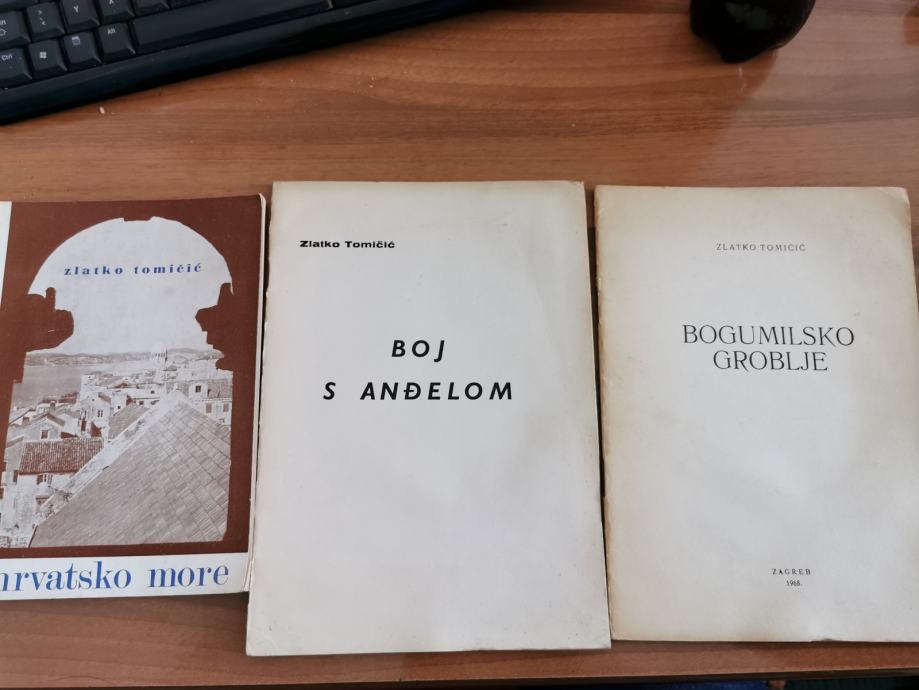 zlatko tomičić
hrvatsko more
Zlatko Tomičić
BOJ
S ANĐELOM
ZLATKO TOMIČIĆ
BOGUMILSKO
GROBLJE
ZAGREB
1968.